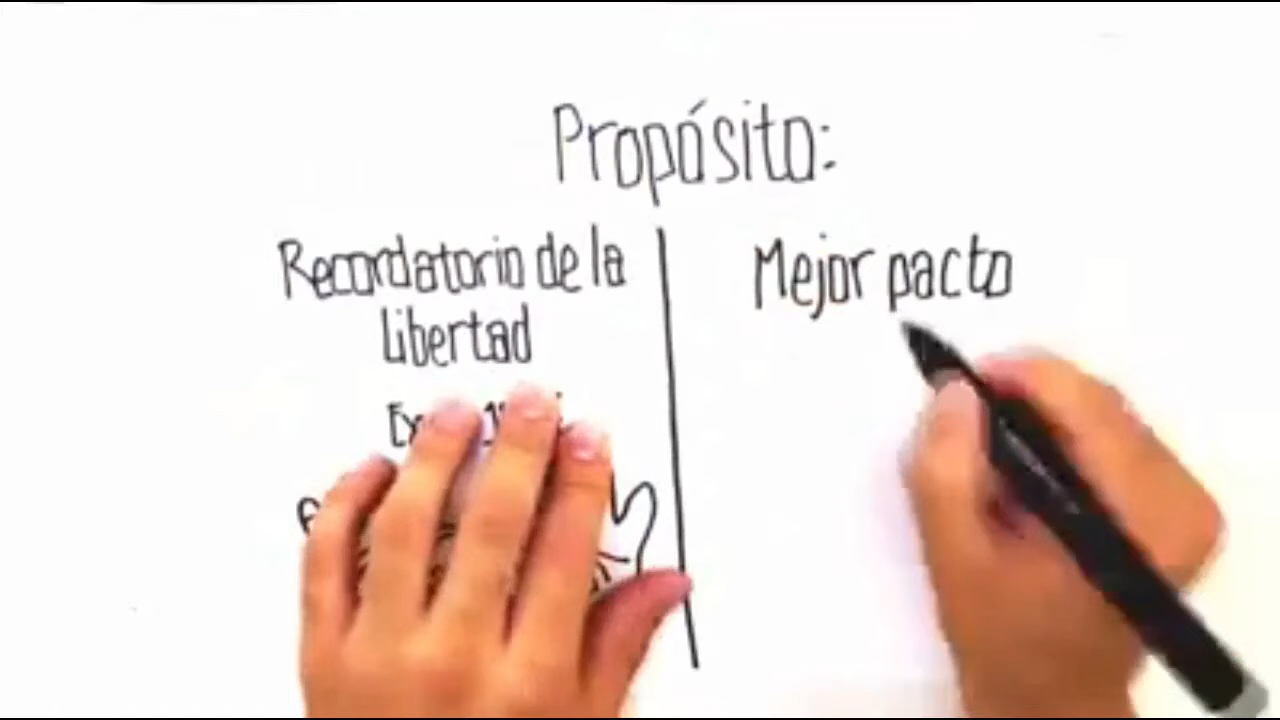 Propósito:
Recordatorio de la
libertad
Mejor pacto